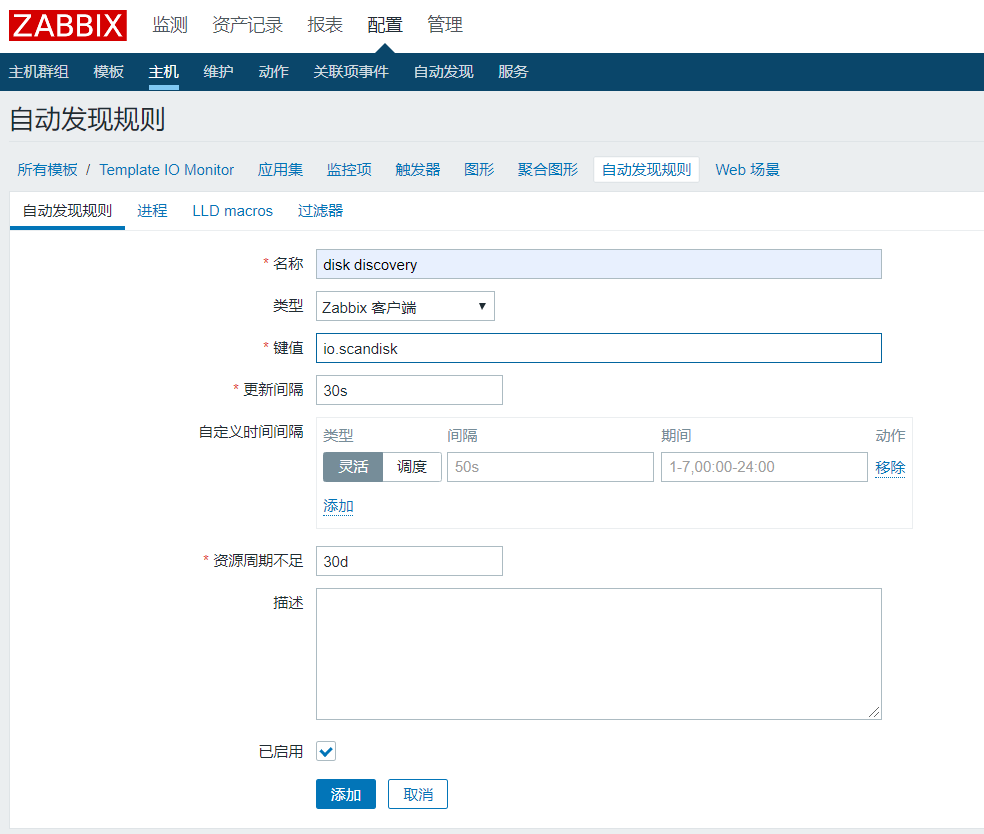 ZABBIX 监测 资产记录 报表 配置 管理
主机群组 模板 主机 维护 动作 关联项事件 自动发现 服务
自动发现规则
所有模板 / Template IO Monitor 应用集 监控项 触发器 图形 聚合图形 自动发现规则 Web 场景
自动发现规则 进程 LLD macros 过滤器
* 名称 disk discovery
类型 Zabbix 客户端
* 键值 io.scandisk
* 更新间隔 30s
自定义时间间隔 类型 间隔 期间 动作
灵活 调度 50s 1-7,00:00-24:00 移除
添加
* 资源周期不足 30d
描述
已启用
添加 取消